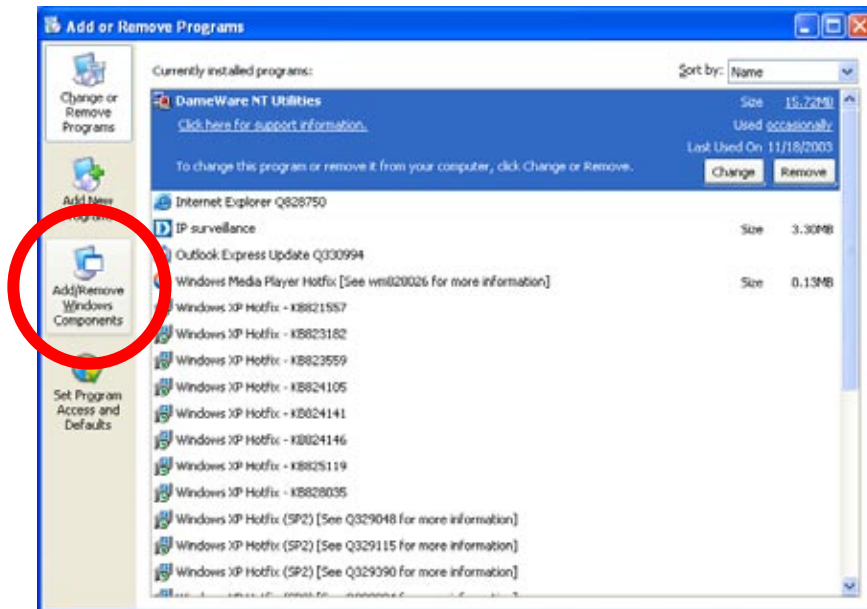 Add or Remove Programs
Change or
Remove
Programs
Add New
Programs
Add/Remove
Windows
Components
Set Program
Access and
Defaults
Currently installed programs:
Sort by: Name
DameWare NT Utilities
Size 15.72MB
Click here for support information.
Used occasionally
Last Used On 11/18/2003
To change this program or remove it from your computer, click Change or Remove.
Change Remove
Internet Explorer Q828750
IP surveillance Size 3.30MB
Outlook Express Update Q330994
Windows Media Player Hotfix [See wm828026 for more information] Size 0.13MB
Windows XP Hotfix - KB821557
Windows XP Hotfix - KB823182
Windows XP Hotfix - KB823559
Windows XP Hotfix - KB824105
Windows XP Hotfix - KB824141
Windows XP Hotfix - KB824146
Windows XP Hotfix - KB825119
Windows XP Hotfix - KB828035
Windows XP Hotfix (SP2) [See Q329048 for more information]
Windows XP Hotfix (SP2) [See Q329115 for more information]
Windows XP Hotfix (SP2) [See Q329390 for more information]